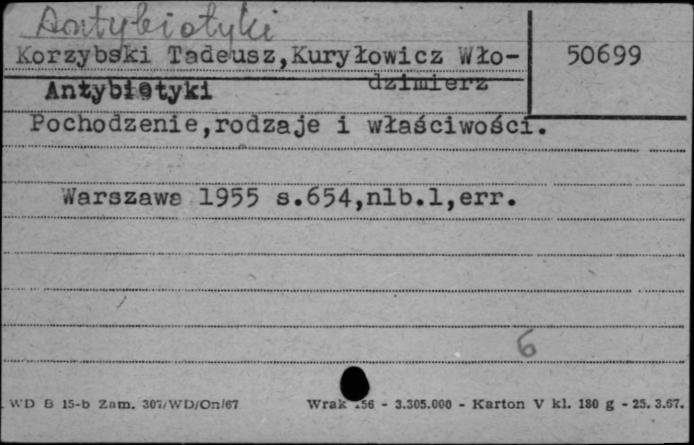 Antybiotyki
Korzybski Tadeusz,Kuryłowicz Wło-
50699
dzimierz
Antybiotyki
Pochodzenie,rodzaje i właściwości.
Warszawa 1955 s.654,nlb.1,err.
6
WD B 15-b Zam. 307/WD/On/67
Wrak 56 - 3.305.000 - Karton V kl. 180 g - 25.3.67.